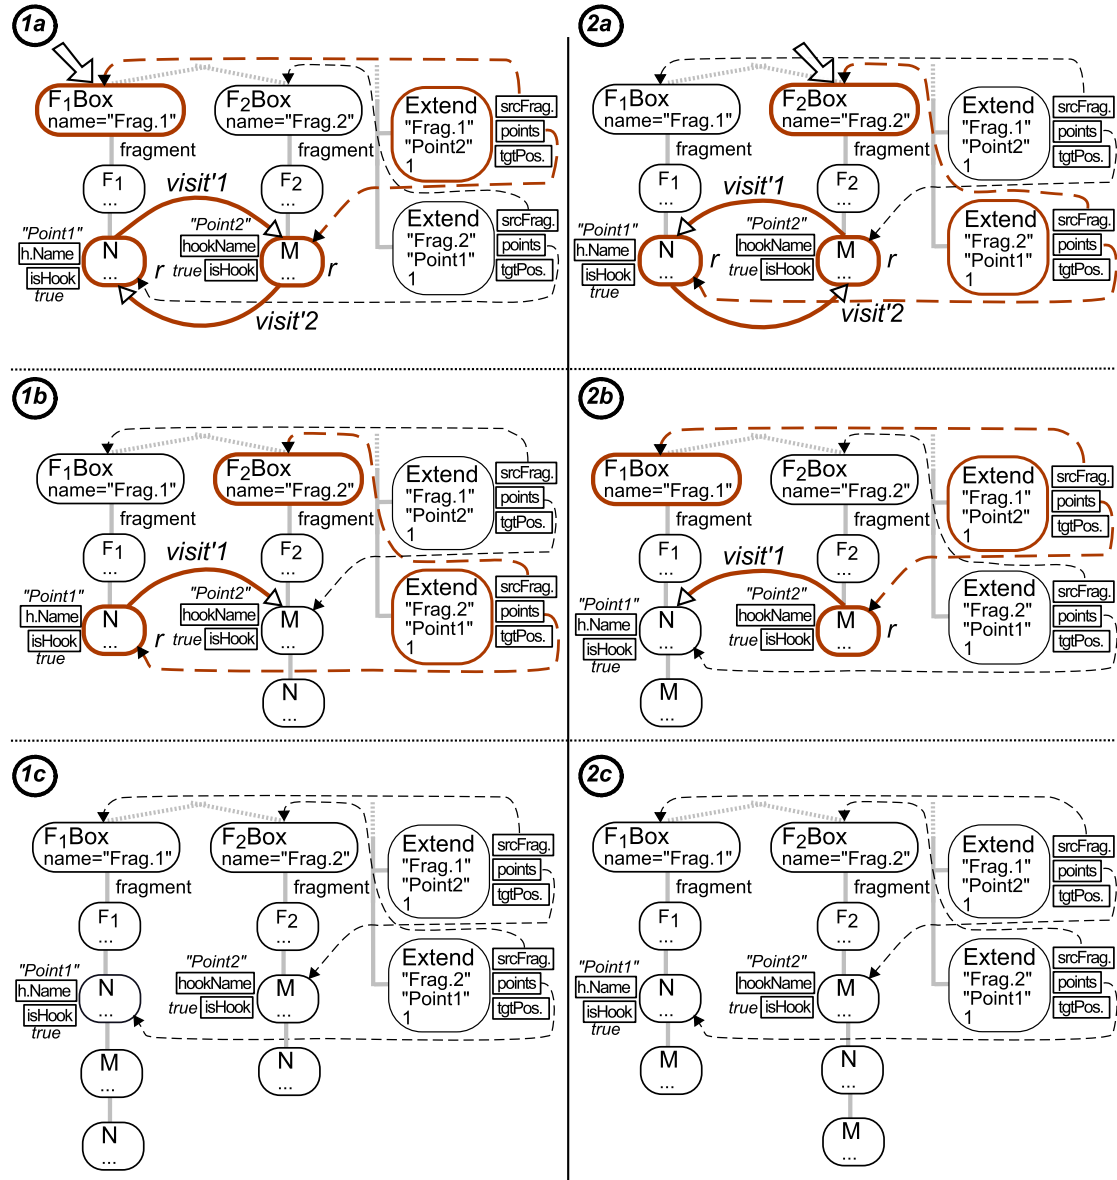 1a
F1Box
name="Frag.1"
F2Box
name="Frag.2"
fragment
fragment
F1
...
F2
...
visit'1
"Point1"
h.Name
isHook
true
N
...
r
"Point2"
hookName
true isHook
M
...
r
visit'2
Extend
"Frag.1"
"Point2"
1
srcFrag.
points
tgtPos.
Extend
"Frag.2"
"Point1"
1
srcFrag.
points
tgtPos.
2a
F1Box
name="Frag.1"
F2Box
name="Frag.2"
fragment
fragment
F1
...
F2
...
visit'1
"Point1"
h.Name
isHook
true
N
...
r
"Point2"
hookName
true isHook
M
...
r
visit'2
Extend
"Frag.1"
"Point2"
1
srcFrag.
points
tgtPos.
Extend
"Frag.2"
"Point1"
1
srcFrag.
points
tgtPos.
1b
F1Box
name="Frag.1"
F2Box
name="Frag.2"
fragment
fragment
F1
...
F2
...
visit'1
"Point1"
h.Name
isHook
true
N
...
r
"Point2"
hookName
true isHook
M
...
N
...
Extend
"Frag.1"
"Point2"
1
srcFrag.
points
tgtPos.
Extend
"Frag.2"
"Point1"
1
srcFrag.
points
tgtPos.
2b
F1Box
name="Frag.1"
F2Box
name="Frag.2"
fragment
fragment
F1
...
F2
...
visit'1
"Point1"
h.Name
isHook
true
N
...
M
...
"Point2"
hookName
true isHook
M
...
r
Extend
"Frag.1"
"Point2"
1
srcFrag.
points
tgtPos.
Extend
"Frag.2"
"Point1"
1
srcFrag.
points
tgtPos.
1c
F1Box
name="Frag.1"
F2Box
name="Frag.2"
fragment
fragment
F1
...
F2
...
"Point1"
h.Name
isHook
true
N
...
M
...
N
...
"Point2"
hookName
true isHook
M
...
N
...
Extend
"Frag.1"
"Point2"
1
srcFrag.
points
tgtPos.
Extend
"Frag.2"
"Point1"
1
srcFrag.
points
tgtPos.
2c
F1Box
name="Frag.1"
F2Box
name="Frag.2"
fragment
fragment
F1
...
F2
...
"Point1"
h.Name
isHook
true
N
...
M
...
"Point2"
hookName
true isHook
M
...
N
...
M
...
Extend
"Frag.1"
"Point2"
1
srcFrag.
points
tgtPos.
Extend
"Frag.2"
"Point1"
1
srcFrag.
points
tgtPos.